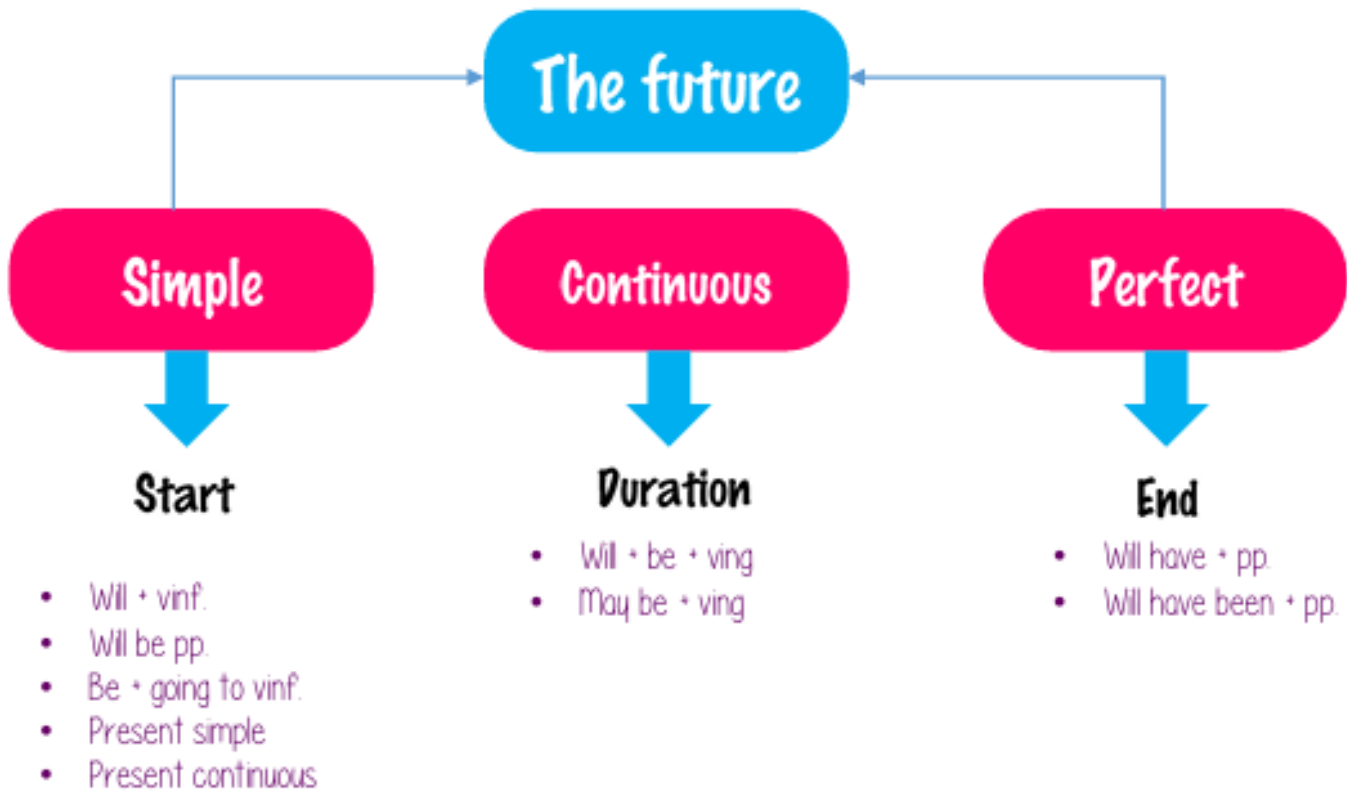 The future
Simple
Continuous
Perfect
Start
• Will + vinf.
• Will be pp.
• Be + going to vinf.
• Present simple
• Present continuous
Duration
• Will + be + ving
• May be + ving
End
• Will have + pp.
• Will have been + pp.